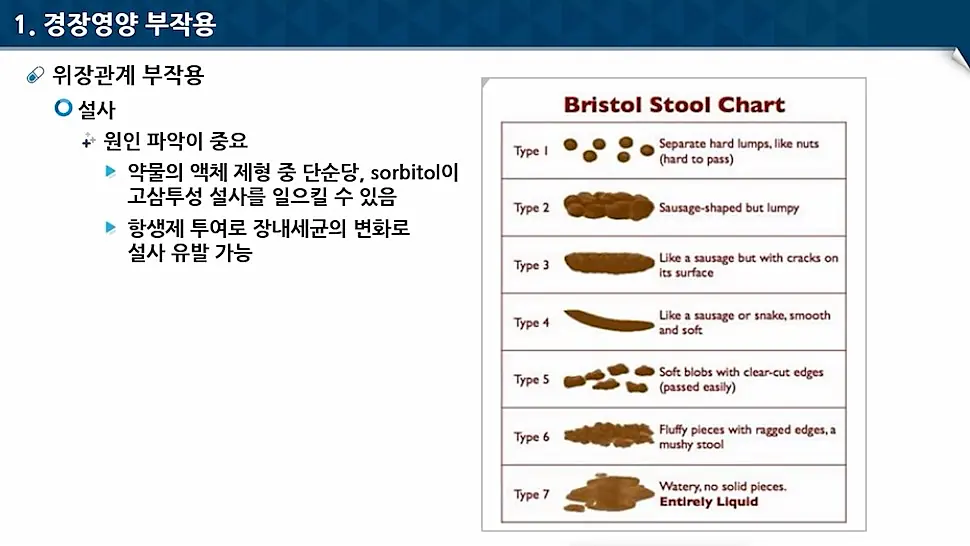 1. 경장영양 부작용
위장관계 부작용
설사
원인 파악이 중요
약물의 액체 제형 중 단순당, sorbitol이
고삼투성 설사를 일으킬 수 있음
항생제 투여로 장내세균의 변화로
설사 유발 가능
Bristol Stool Chart
Type 1
Separate hard lumps, like nuts
(hard to pass)
Type 2
Sausage-shaped but lumpy
Type 3
Like a sausage but with cracks on
its surface
Type 4
Like a sausage or snake, smooth
and soft
Type 5
Soft blobs with clear-cut edges
(passed easily)
Type 6
Fluffy pieces with ragged edges, a
mushy stool
Type 7
Watery, no solid pieces.
Entirely Liquid